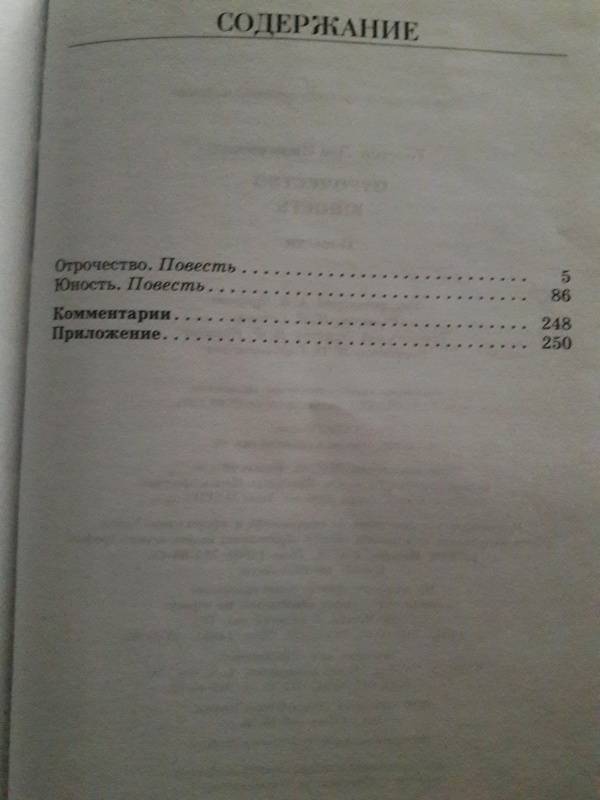 СОДЕРЖАНИЕ
Отрочество. Повесть ........................... 5
Юность. Повесть .............................. 86
Комментарии ................................. 248
Приложение .................................. 250